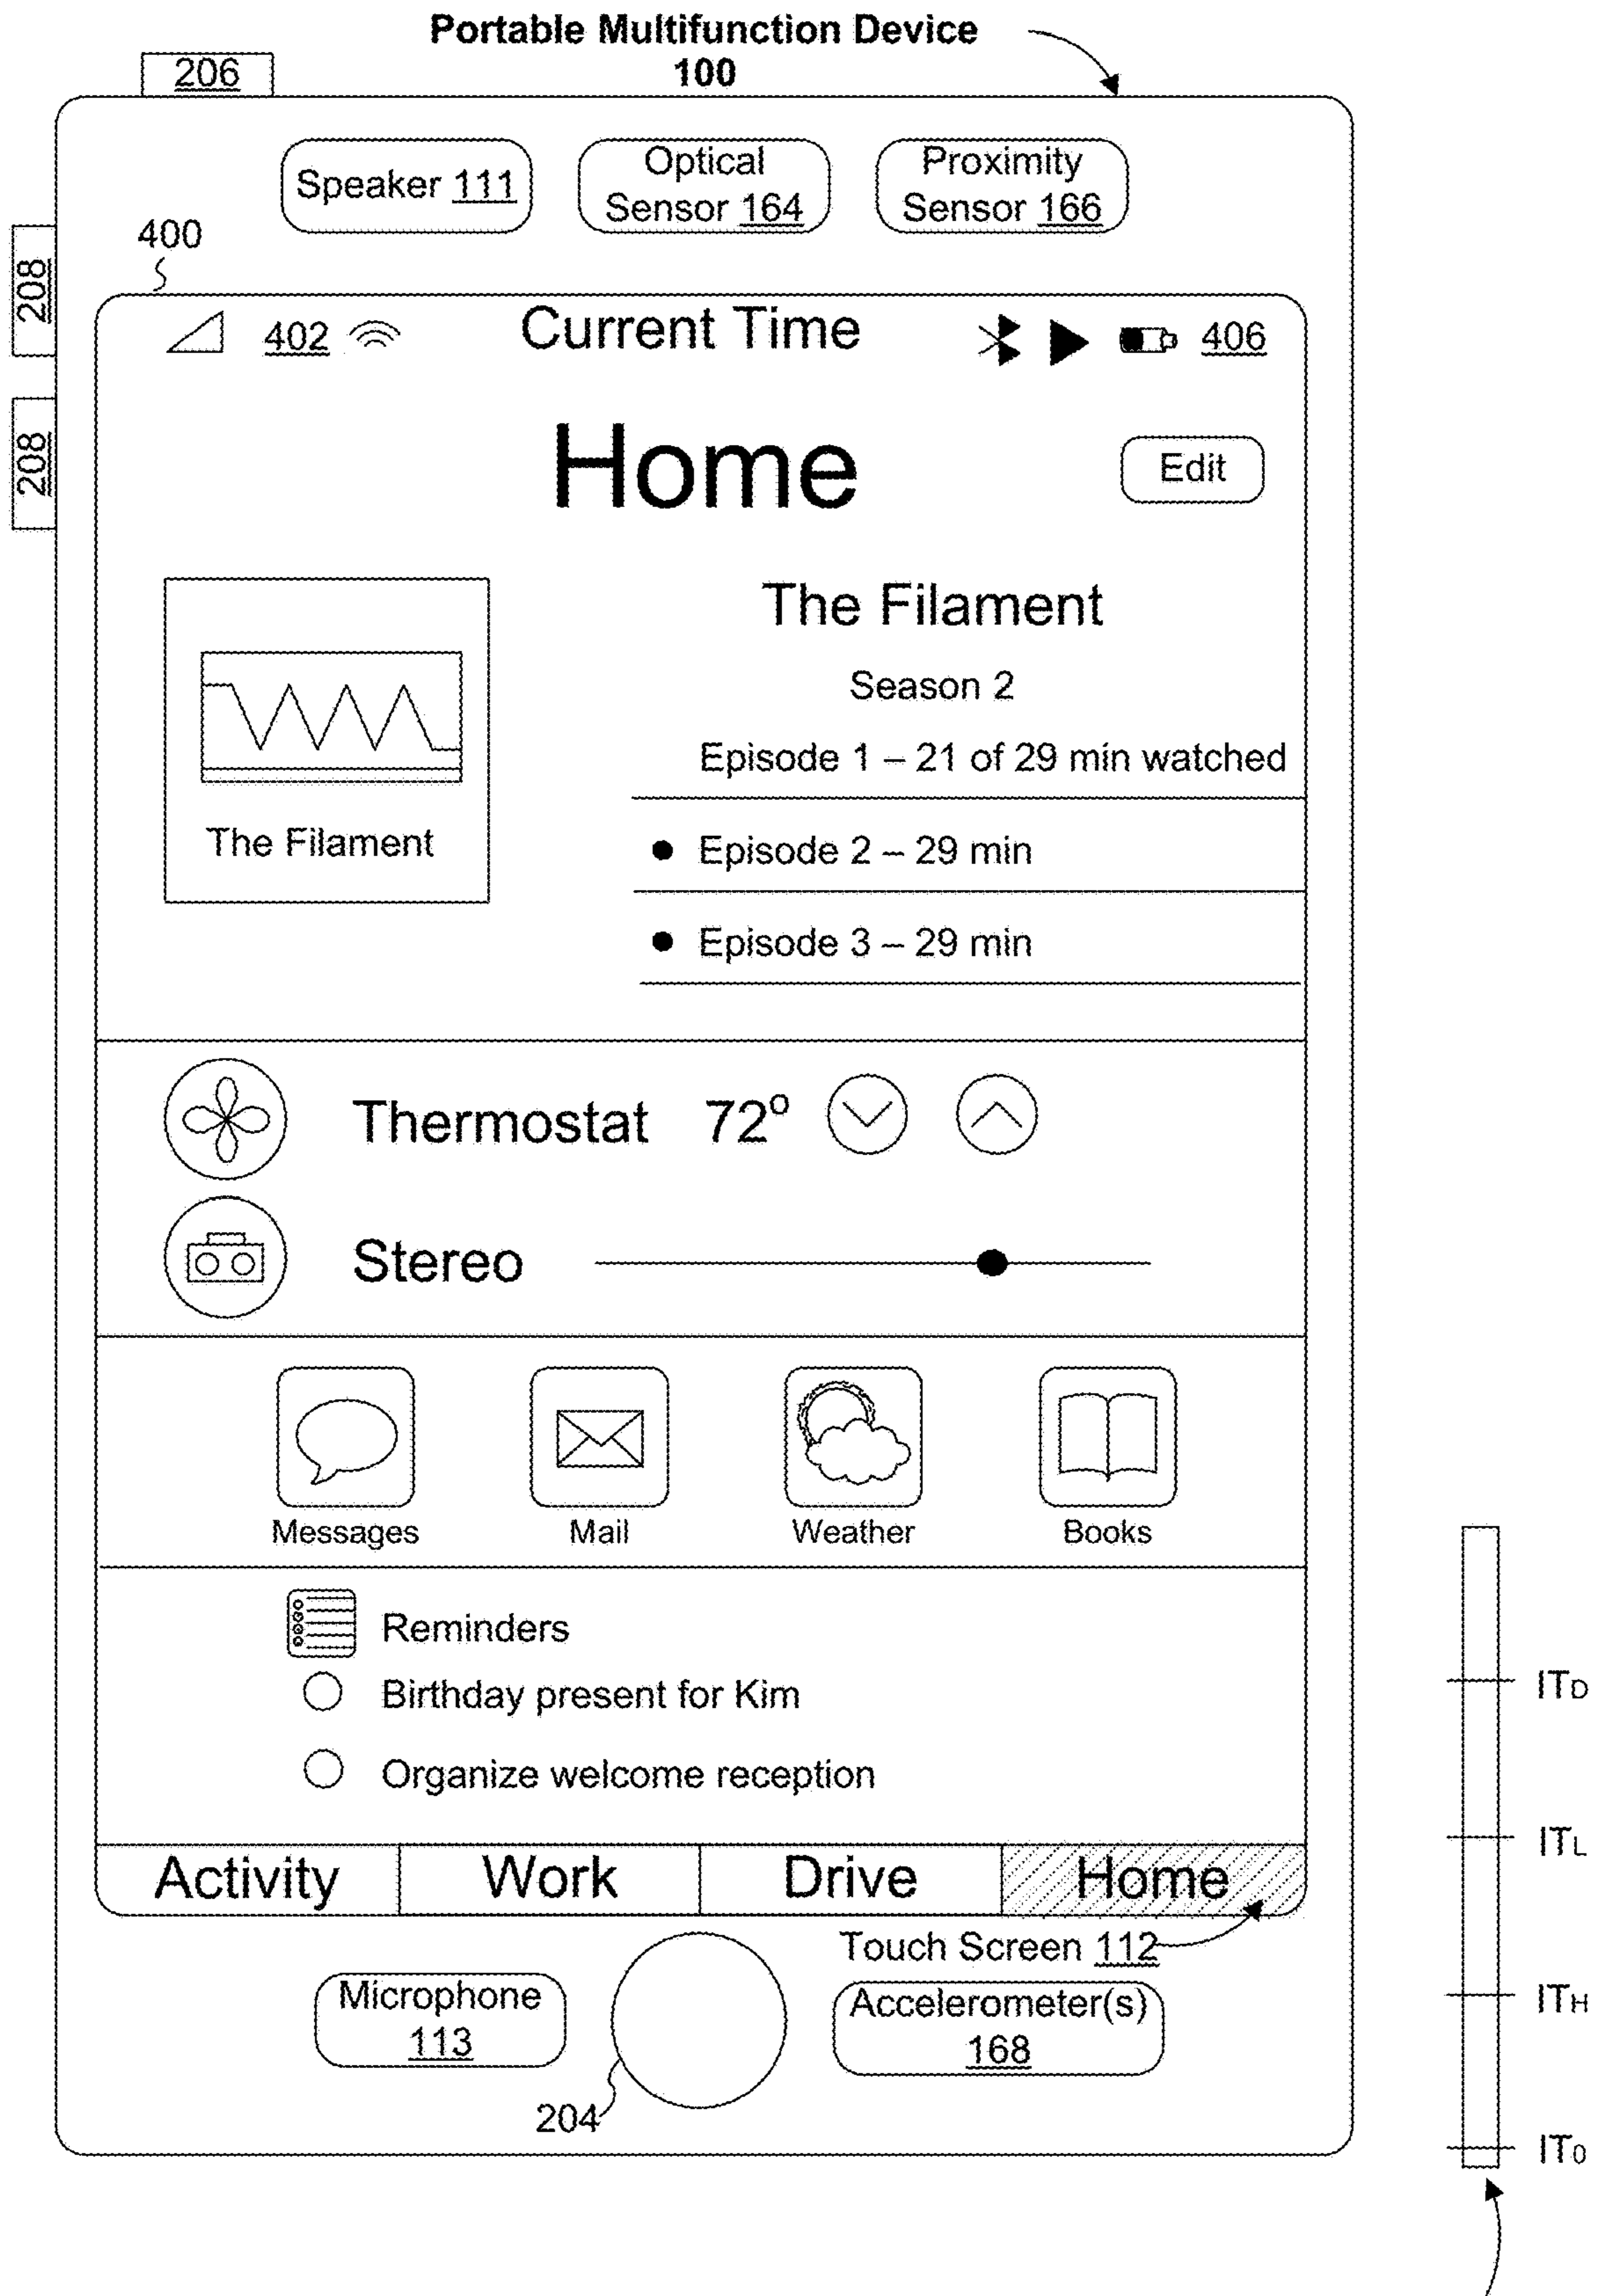 Portable Multifunction Device
100
206
Speaker 111
Optical
Sensor 164
Proximity
Sensor 166
400
208
208
402
Current Time
406
Home
Edit
The Filament
The Filament
Season 2
Episode 1 – 21 of 29 min watched
● Episode 2 – 29 min
● Episode 3 – 29 min
Thermostat 72°
Stereo
Messages
Mail
Weather
Books
Reminders
Birthday present for Kim
Organize welcome reception
Activity
Work
Drive
Home
Touch Screen 112
Microphone
113
Accelerometer(s)
168
204
ITD
ITL
ITH
IT0